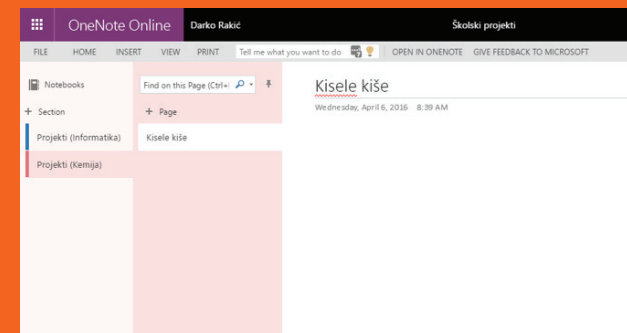 OneNote Online Darko Rakić Školski projekti
FILE HOME INSERT VIEW PRINT Tell me what you want to do OPEN IN ONENOTE GIVE FEEDBACK TO MICROSOFT
Notebooks
Find on this Page (Ctrl+
Kisele kiše
Wednesday, April 6, 2016 8:39 AM
+ Section
+ Page
Projekti (Informatika)
Kisele kiše
Projekti (Kemija)